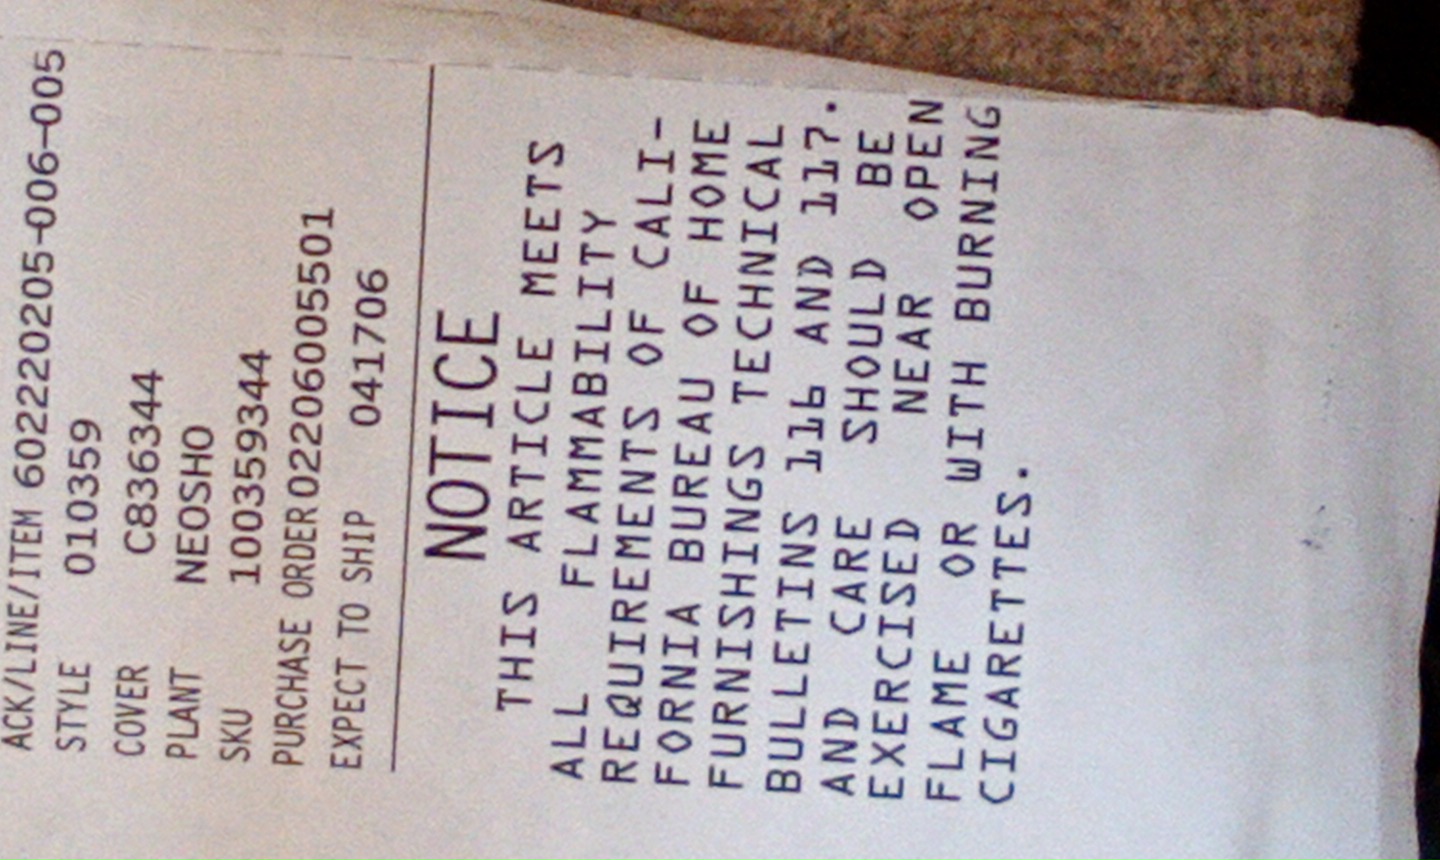 ACK/LINE/ITEM 6022220205-006-005
STYLE 010359
COVER C836344
PLANT NEOSHO
SKU 100359344
PURCHASE ORDER 02206005501
EXPECT TO SHIP 041706
NOTICE
THIS ARTICLE MEETS
ALL FLAMMABILITY
REQUIREMENTS OF CALI-
FORNIA BUREAU OF HOME
FURNISHINGS TECHNICAL
BULLETINS 116 AND 117.
AND CARE SHOULD BE
EXERCISED NEAR OPEN
FLAME OR WITH BURNING
CIGARETTES.